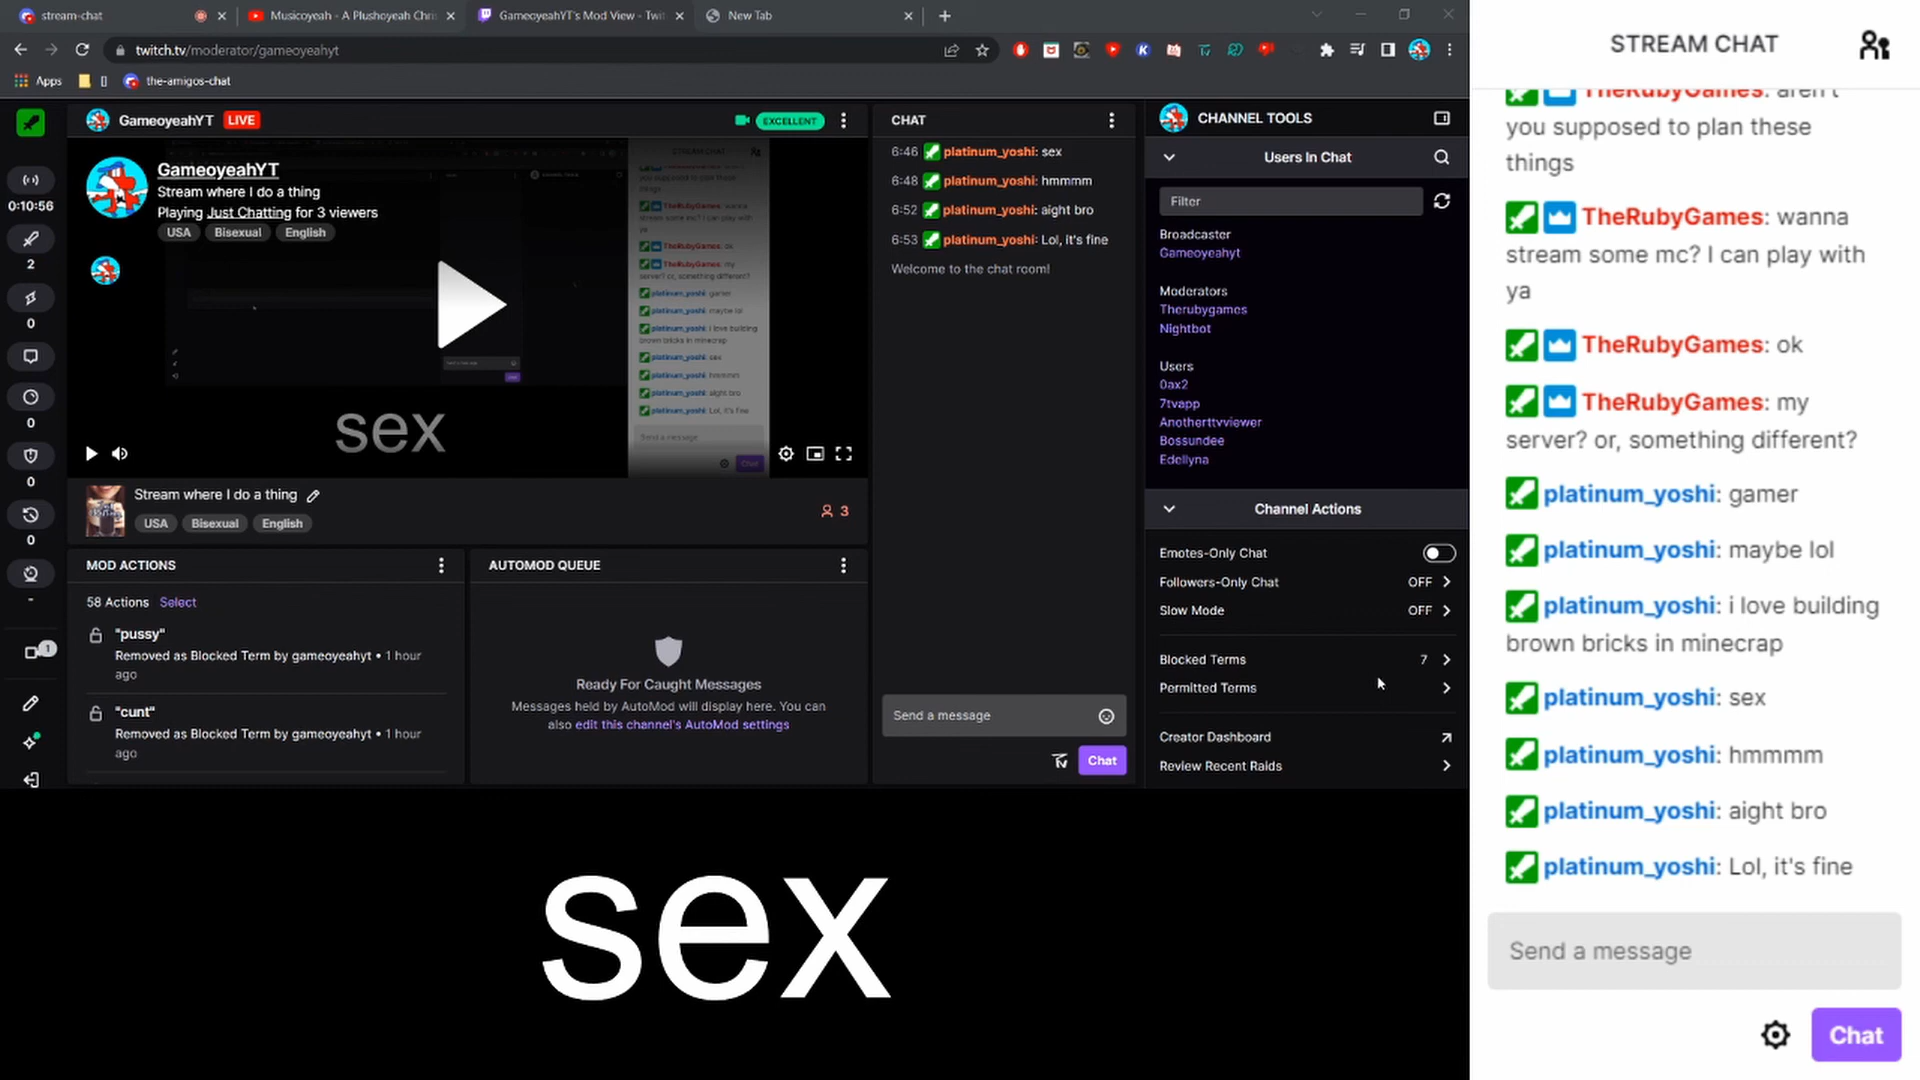 stream-chat
Musicoyeah - A Plushoyeah Chri
GameoyeahYT's Mod View - Twit
New Tab
twitch.tv/moderator/gameoyeahyt
Apps
the-amigos-chat
GameoyeahYT LIVE
EXCELLENT
GameoyeahYT
Stream where I do a thing
Playing Just Chatting for 3 viewers
USA Bisexual English
0:10:56
2
0
0
0
0
0
-
1
sex
Stream where I do a thing
USA Bisexual English
3
MOD ACTIONS
58 Actions Select
"pussy"
Removed as Blocked Term by gameoyeahyt • 1 hour
ago
"cunt"
Removed as Blocked Term by gameoyeahyt • 1 hour
ago
AUTOMOD QUEUE
Ready For Caught Messages
Messages held by AutoMod will display here. You can
also edit this channel's AutoMod settings
CHAT
6:46 platinum_yoshi: sex
6:48 platinum_yoshi: hmmmm
6:52 platinum_yoshi: aight bro
6:53 platinum_yoshi: Lol, it's fine
Welcome to the chat room!
Send a message
Chat
CHANNEL TOOLS
Users In Chat
Filter
Broadcaster
Gameoyeahyt
Moderators
Therubygames
Nightbot
Users
0ax2
7tvapp
Anotherttvviewer
Bossundee
Edellyna
Channel Actions
Emotes-Only Chat
Followers-Only Chat OFF
Slow Mode OFF
Blocked Terms 7
Permitted Terms
Creator Dashboard
Review Recent Raids
sex
STREAM CHAT
TheRubyGames: aren't
you supposed to plan these
things
TheRubyGames: wanna
stream some mc? I can play with
ya
TheRubyGames: ok
TheRubyGames: my
server? or, something different?
platinum_yoshi: gamer
platinum_yoshi: maybe lol
platinum_yoshi: i love building
brown bricks in minecrap
platinum_yoshi: sex
platinum_yoshi: hmmmm
platinum_yoshi: aight bro
platinum_yoshi: Lol, it's fine
Send a message
Chat